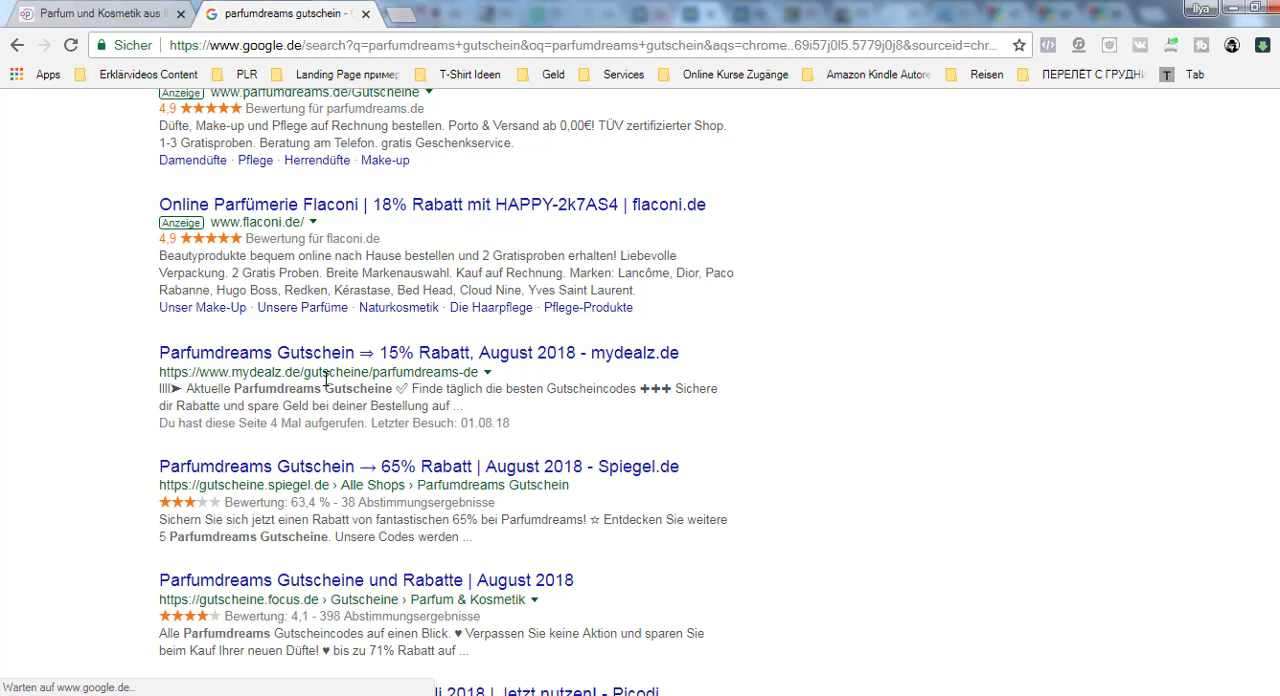 Parfum und Kosmetik aus
parfumdreams gutschein -
Ilya
Sicher https://www.google.de/search?q=parfumdreams+gutschein&oq=parfumdreams+gutschein&aqs=chrome..69i57j0l5.5779j0j8&sourceid=chr...
Apps Erklärvideos Content PLR Landing Page пример T-Shirt Ideen Geld Services Online Kurse Zugänge Amazon Kindle Autore Reisen ПЕРЕЛЁТ С ГРУДН T Tab
Anzeige www.parfumdreams.de/Gutscheine
4,9 ★★★★★ Bewertung für parfumdreams.de
Düfte, Make-up und Pflege auf Rechnung bestellen. Porto & Versand ab 0,00€! TÜV zertifizierter Shop.
1-3 Gratisproben. Beratung am Telefon. gratis Geschenkservice.
Damendüfte · Pflege · Herrendüfte · Make-up
Online Parfümerie Flaconi | 18% Rabatt mit HAPPY-2k7AS4 | flaconi.de
Anzeige www.flaconi.de/
4,9 ★★★★★ Bewertung für flaconi.de
Beautyprodukte bequem online nach Hause bestellen und 2 Gratisproben erhalten! Liebevolle
Verpackung. 2 Gratis Proben. Breite Markenauswahl. Kauf auf Rechnung. Marken: Lancôme, Dior, Paco
Rabanne, Hugo Boss, Redken, Kérastase, Bed Head, Cloud Nine, Yves Saint Laurent.
Unser Make-Up · Unsere Parfüme · Naturkosmetik · Die Haarpflege · Pflege-Produkte
Parfumdreams Gutschein ⇒ 15% Rabatt, August 2018 - mydealz.de
https://www.mydealz.de/gutscheine/parfumdreams-de
llll➤ Aktuelle Parfumdreams Gutscheine ✅ Finde täglich die besten Gutscheincodes ✚✚✚ Sichere
dir Rabatte und spare Geld bei deiner Bestellung auf ...
Du hast diese Seite 4 Mal aufgerufen. Letzter Besuch: 01.08.18
Parfumdreams Gutschein → 65% Rabatt | August 2018 - Spiegel.de
https://gutscheine.spiegel.de › Alle Shops › Parfumdreams Gutschein
★★★☆☆ Bewertung: 63,4 % - 38 Abstimmungsergebnisse
Sichern Sie sich jetzt einen Rabatt von fantastischen 65% bei Parfumdreams! ☆ Entdecken Sie weitere
5 Parfumdreams Gutscheine. Unsere Codes werden ...
Parfumdreams Gutscheine und Rabatte | August 2018
https://gutscheine.focus.de › Gutscheine › Parfum & Kosmetik
★★★★☆ Bewertung: 4,1 - 398 Abstimmungsergebnisse
Alle Parfumdreams Gutscheincodes auf einen Blick. ♥ Verpassen Sie keine Aktion und sparen Sie
beim Kauf Ihrer neuen Düfte! ♥ bis zu 71% Rabatt auf ...
li 2018 | Jetzt nutzen! - Picodi
Warten auf www.google.de...